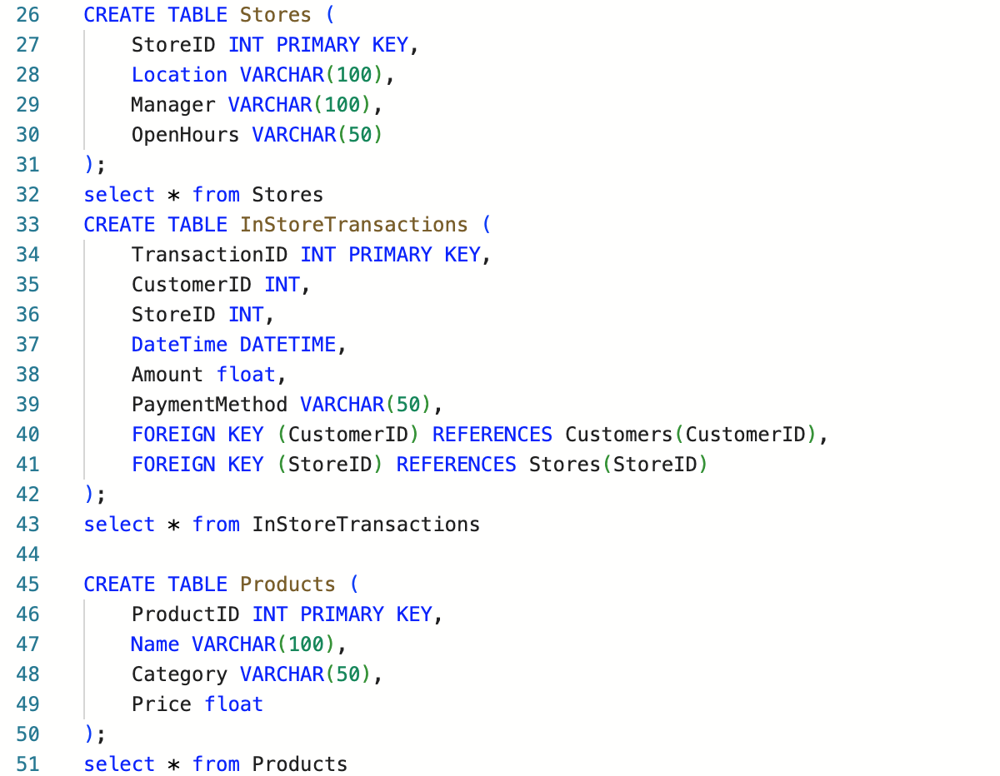 26 CREATE TABLE Stores (
27     StoreID INT PRIMARY KEY,
28     Location VARCHAR(100),
29     Manager VARCHAR(100),
30     OpenHours VARCHAR(50)
31 );
32 select * from Stores
33 CREATE TABLE InStoreTransactions (
34     TransactionID INT PRIMARY KEY,
35     CustomerID INT,
36     StoreID INT,
37     DateTime DATETIME,
38     Amount float,
39     PaymentMethod VARCHAR(50),
40     FOREIGN KEY (CustomerID) REFERENCES Customers(CustomerID),
41     FOREIGN KEY (StoreID) REFERENCES Stores(StoreID)
42 );
43 select * from InStoreTransactions
44
45 CREATE TABLE Products (
46     ProductID INT PRIMARY KEY,
47     Name VARCHAR(100),
48     Category VARCHAR(50),
49     Price float
50 );
51 select * from Products